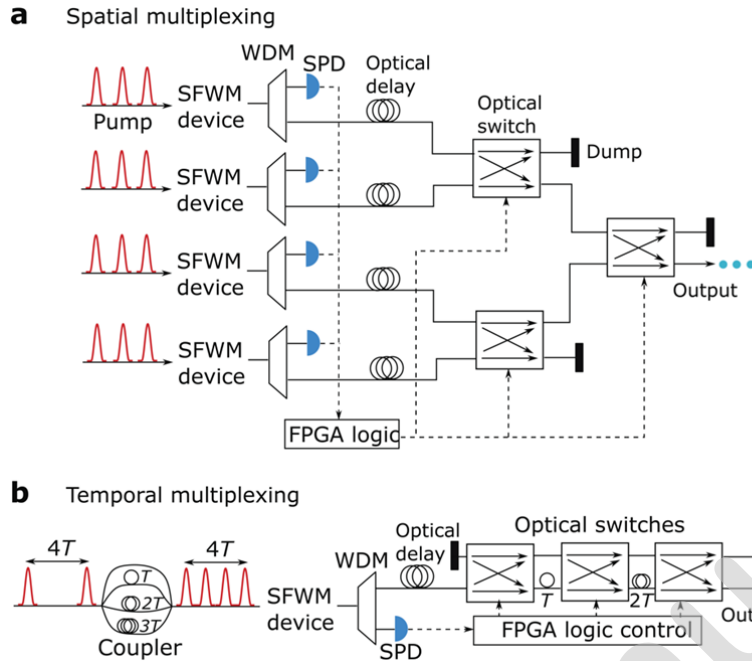 a Spatial multiplexing
WDM
SPD
Optical
delay
Optical
switch
Pump
SFWM
device
Dump
SFWM
device
SFWM
device
Output
SFWM
device
FPGA logic
b Temporal multiplexing
4T
4T
T
2T
3T
Coupler
SFWM
device
WDM
Optical
delay
Optical switches
T
2T
SPD
FPGA logic control